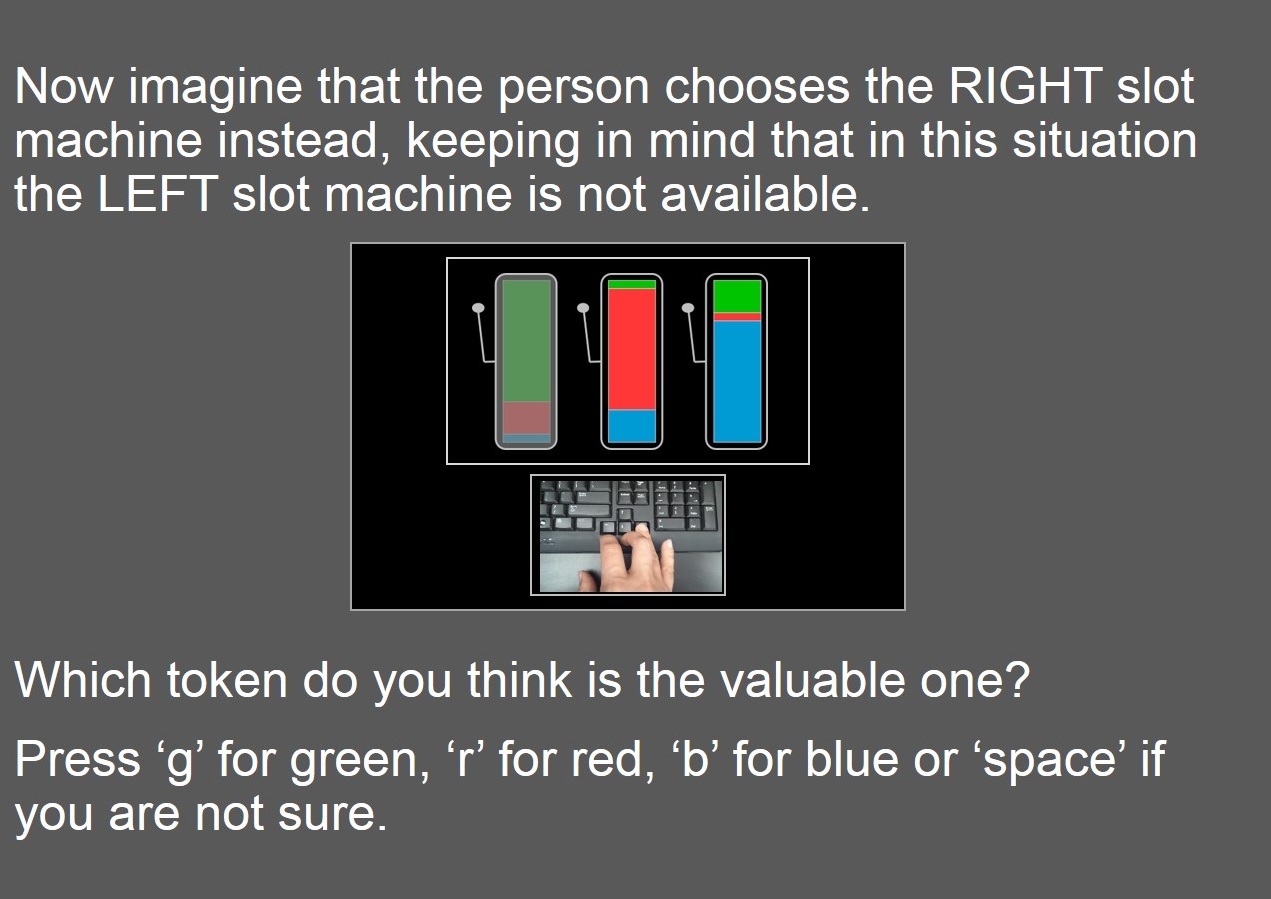 Now imagine that the person chooses the RIGHT slot
machine instead, keeping in mind that in this situation
the LEFT slot machine is not available.
Which token do you think is the valuable one?
Press ‘g’ for green, ‘r’ for red, ‘b’ for blue or ‘space’ if
you are not sure.